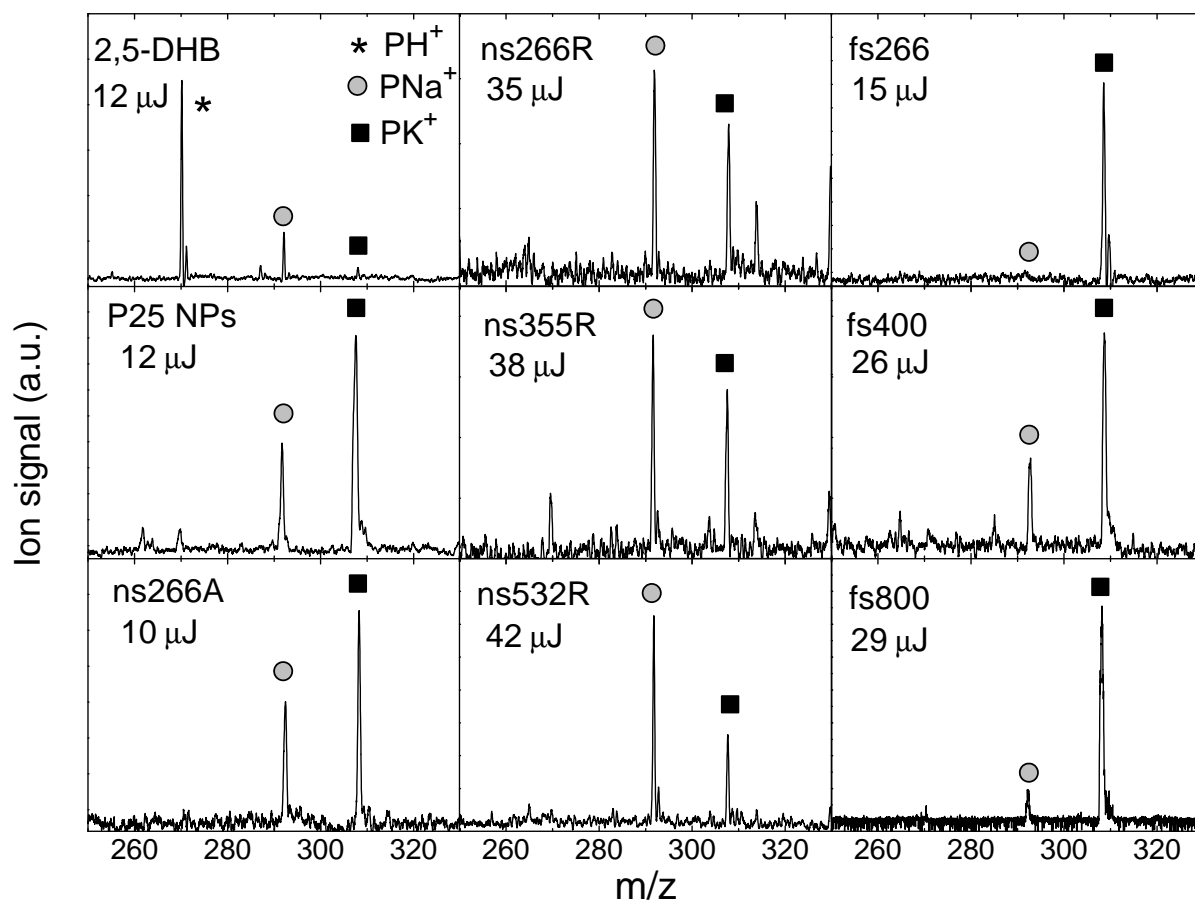 2,5-DHB
12 μJ
* PH⁺
PNa⁺
PK⁺
*
ns266R
35 μJ
fs266
15 μJ
P25 NPs
12 μJ
ns355R
38 μJ
fs400
26 μJ
ns266A
10 μJ
ns532R
42 μJ
fs800
29 μJ
Ion signal (a.u.)
260 280 300 320 260 280 300 320 260 280 300 320
m/z